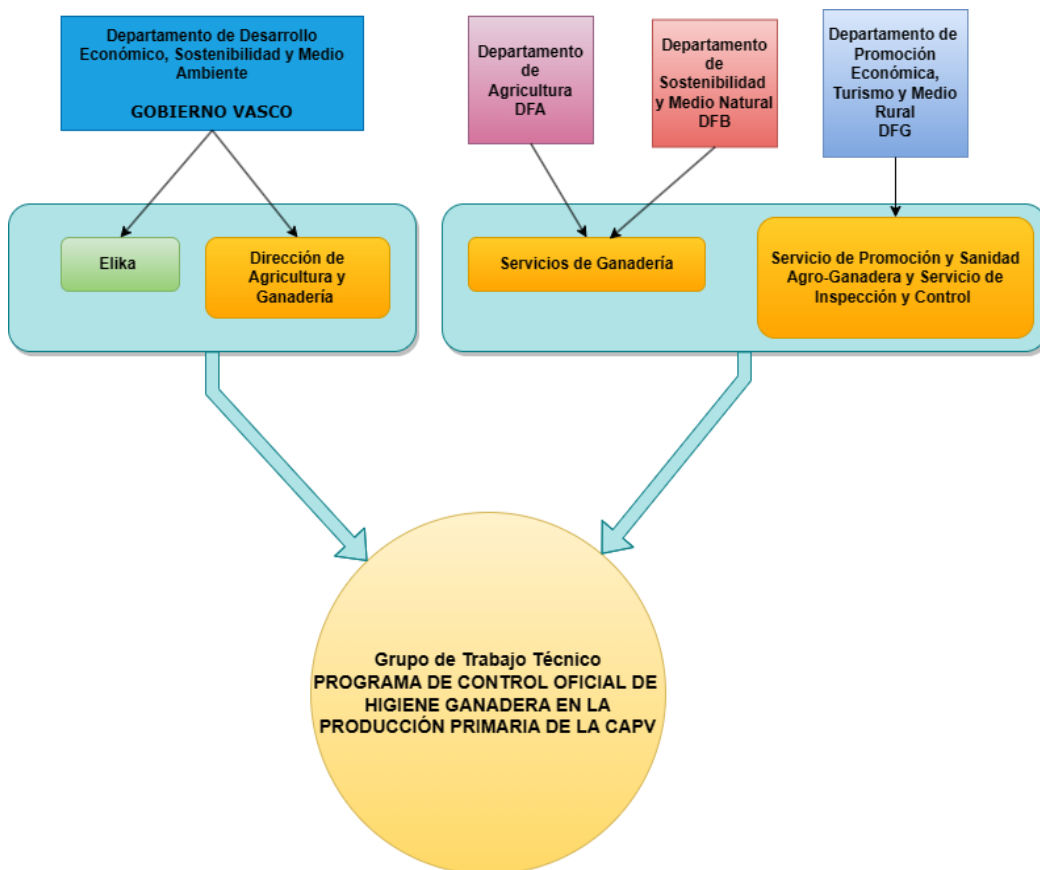 Departamento de Desarrollo
Económico, Sostenibilidad y Medio
Ambiente
GOBIERNO VASCO
Departamento
de
Agricultura
DFA
Departamento
de
Sostenibilidad
y Medio Natural
DFB
Departamento de
Promoción
Económica,
Turismo y Medio
Rural
DFG
Elika
Dirección de
Agricultura y
Ganadería
Servicios de Ganadería
Servicio de Promoción y Sanidad
Agro-Ganadera y Servicio de
Inspección y Control
Grupo de Trabajo Técnico
PROGRAMA DE CONTROL OFICIAL DE
HIGIENE GANADERA EN LA
PRODUCCIÓN PRIMARIA DE LA CAPV